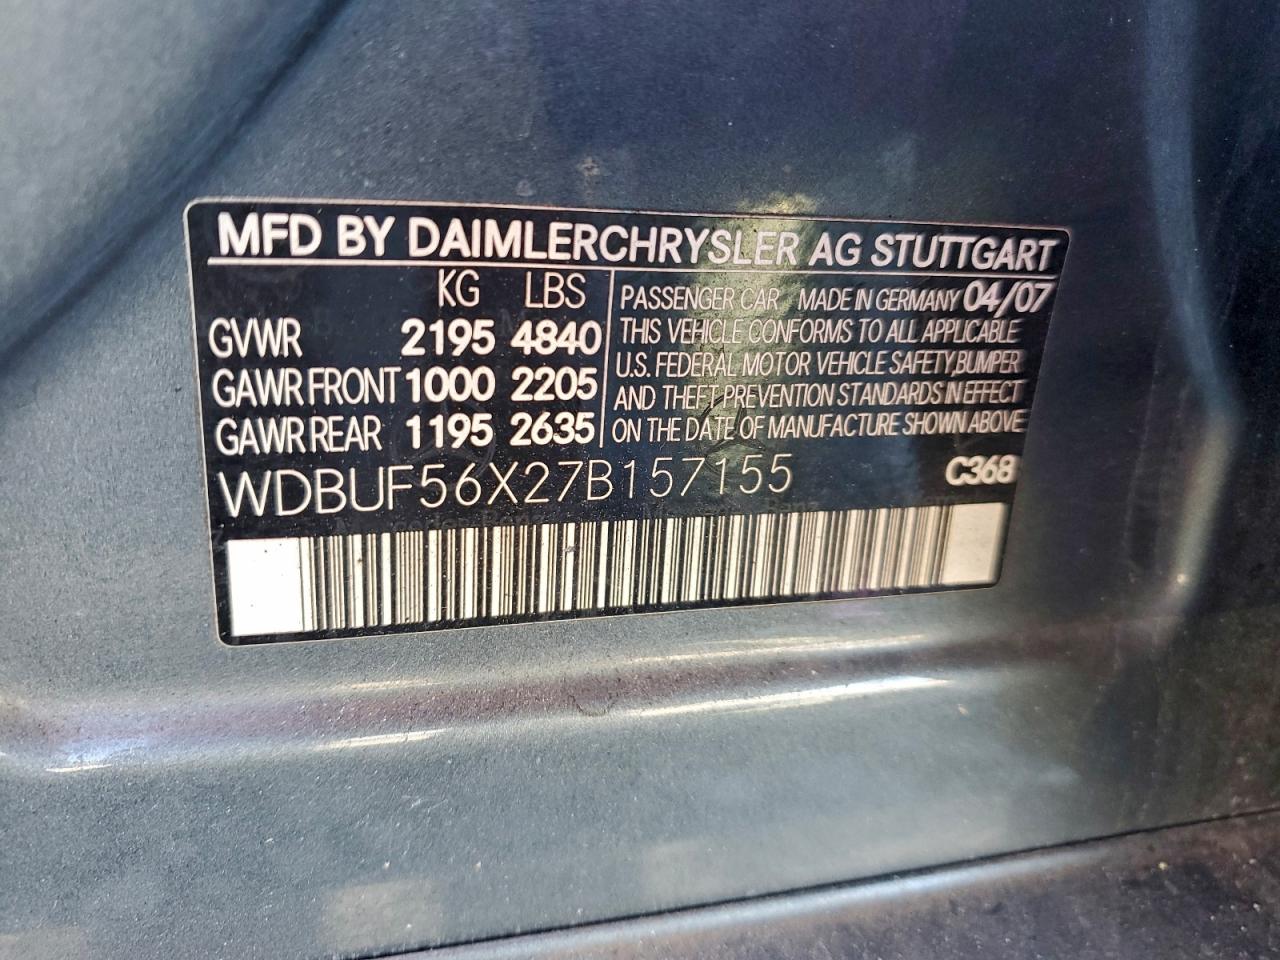 MFD BY DAIMLERCHRYSLER AG STUTTGART
KG LBS
GVWR 2195 4840
GAWR FRONT 1000 2205
GAWR REAR 1195 2635
PASSENGER CAR MADE IN GERMANY 04/07
THIS VEHICLE CONFORMS TO ALL APPLICABLE
U.S. FEDERAL MOTOR VEHICLE SAFETY, BUMPER
AND THEFT PREVENTION STANDARDS IN EFFECT
ON THE DATE OF MANUFACTURE SHOWN ABOVE
WDBUF56X27B157155 C368